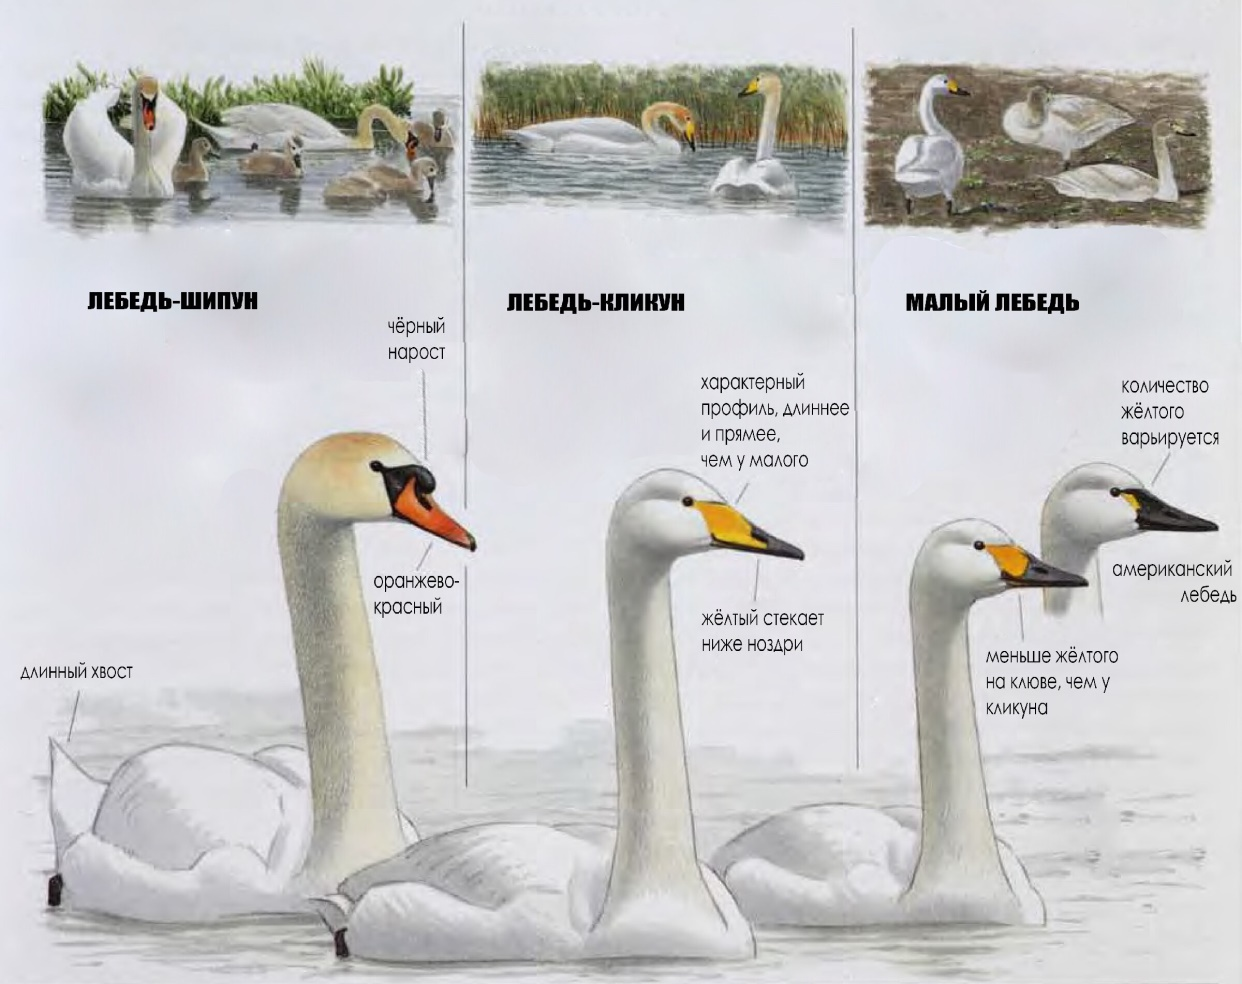 ЛЕБЕДЬ-ШИПУН
чёрный
нарост
оранжево-
красный
длинный хвост
ЛЕБЕДЬ-КЛИКУН
характерный
профиль, длиннее
и прямее,
чем у малого
жёлтый стекает
ниже ноздри
МАЛЫЙ ЛЕБЕДЬ
количество
жёлтого
варьируется
американский
лебедь
меньше жёлтого
на клюве, чем у
кликуна